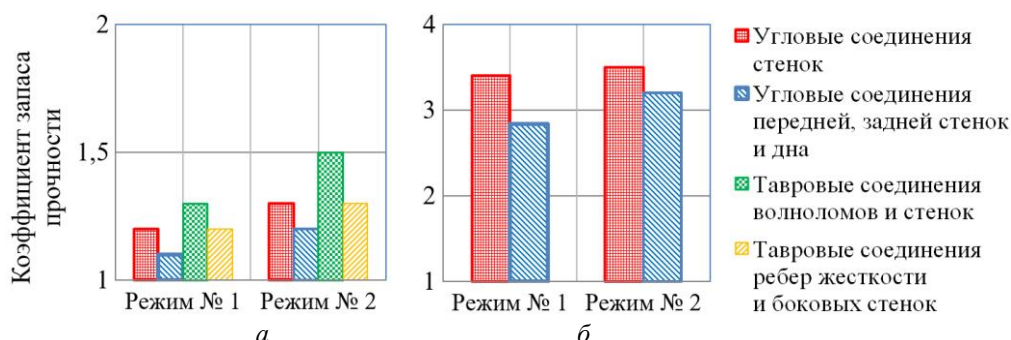 Коэффициент запаса
прочности
2
1,5
1
Режим № 1
Режим № 2
а
4
3
2
1
Режим № 1
Режим № 2
б
Угловые соединения
стенок
Угловые соединения
передней, задней стенок
и дна
Тавровые соединения
волноломов и стенок
Тавровые соединения
ребер жесткости
и боковых стенок